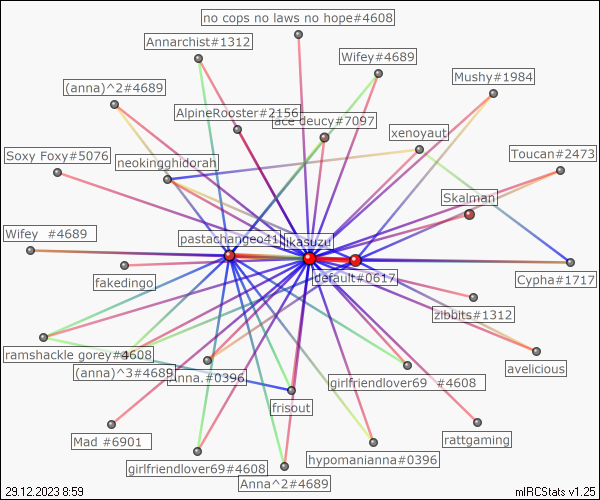 no cops no laws no hope#4608
Annarchist#1312
Wifey#4689
Mushy#1984
(anna)^2#4689
AlpineRooster#2156
ace deucy#7097
xenoyaut
Soxy Foxy#5076
neokingghidorah
Toucan#2473
Skalman
Wifey #4689
pastachangeo41
jikasuzu
default#0617
fakedingo
Cypha#1717
zibbits#1312
ramshackle gorey#4608
avelicious
(anna)^3#4689
Anna.#0396
girlfriendlover69 #4608
frisout
Mad #6901
rattgaming
girlfriendlover69#4608
hypomanianna#0396
Anna^2#4689
29.12.2023 8:59
mIRCStats v1.25